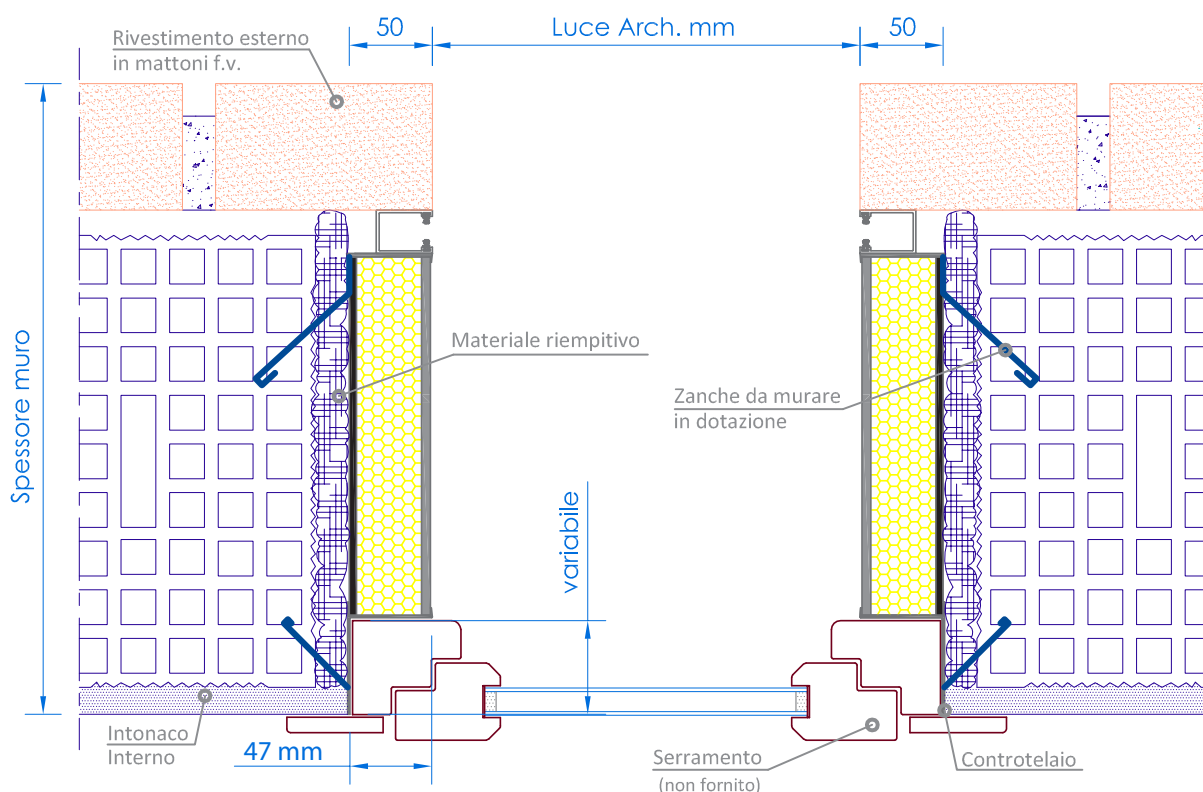 50
Luce Arch. mm
50
Rivestimento esterno
in mattoni f.v.
Spessore muro
Materiale riempitivo
Zanche da murare
in dotazione
variabile
Intonaco
Interno
47 mm
Serramento
(non fornito)
Controtelaio